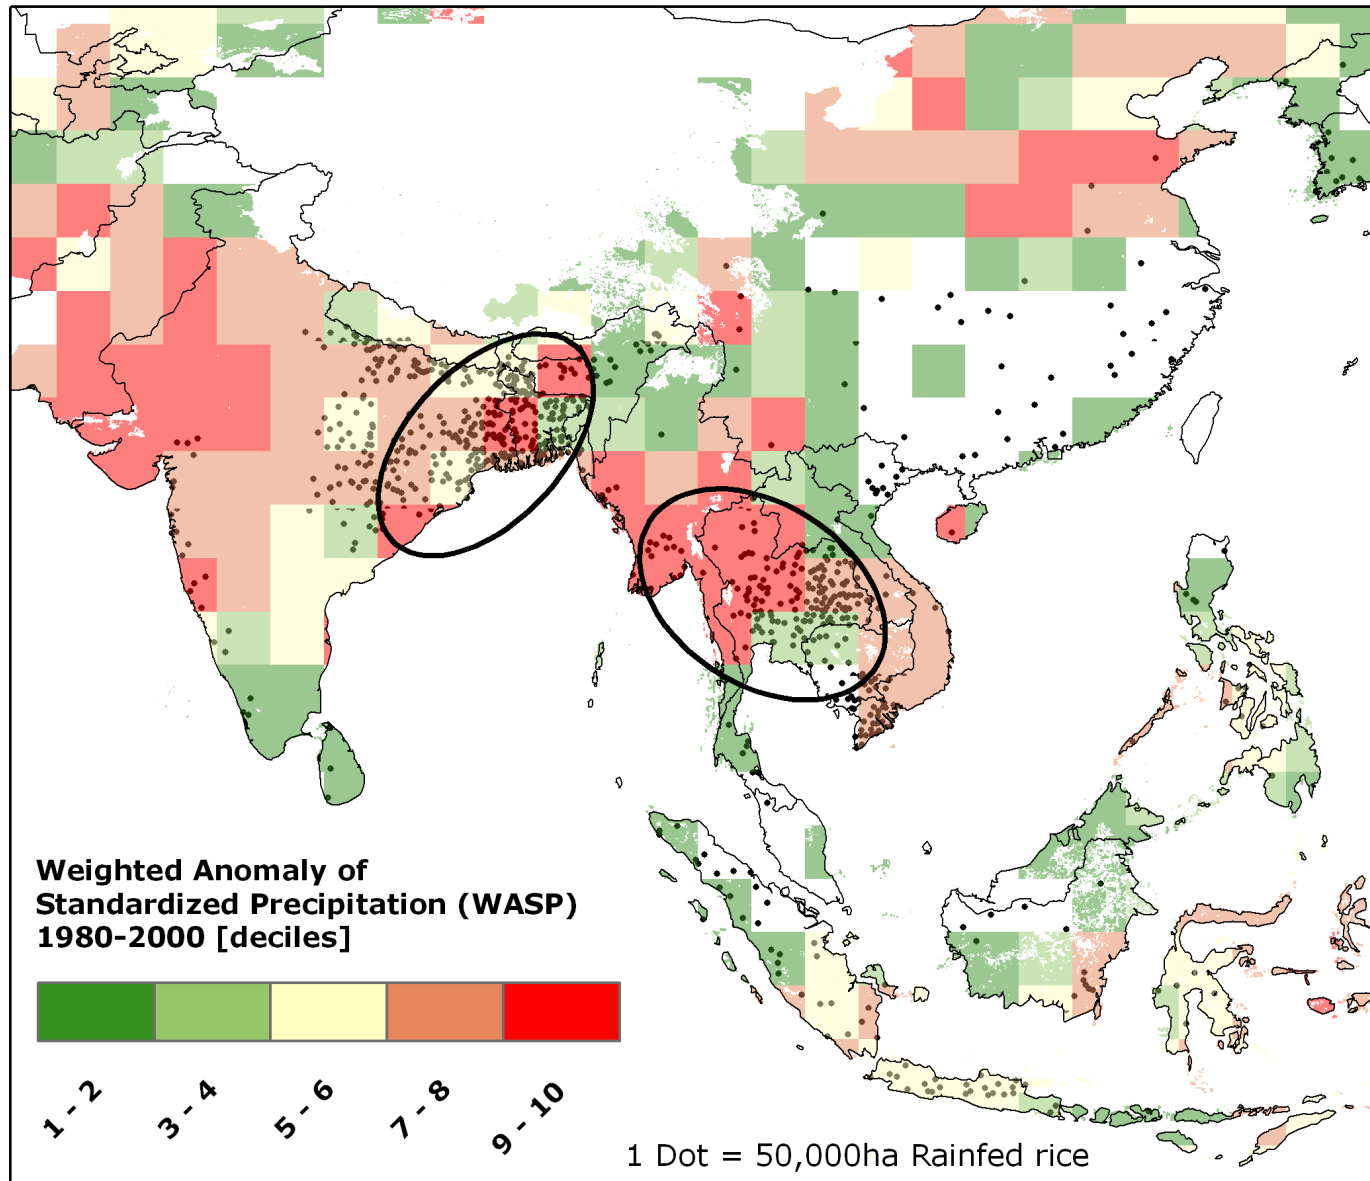 Weighted Anomaly of
Standardized Precipitation (WASP)
1980-2000 [deciles]
1 - 2
3 - 4
5 - 6
7 - 8
9 - 10
1 Dot = 50,000ha Rainfed rice